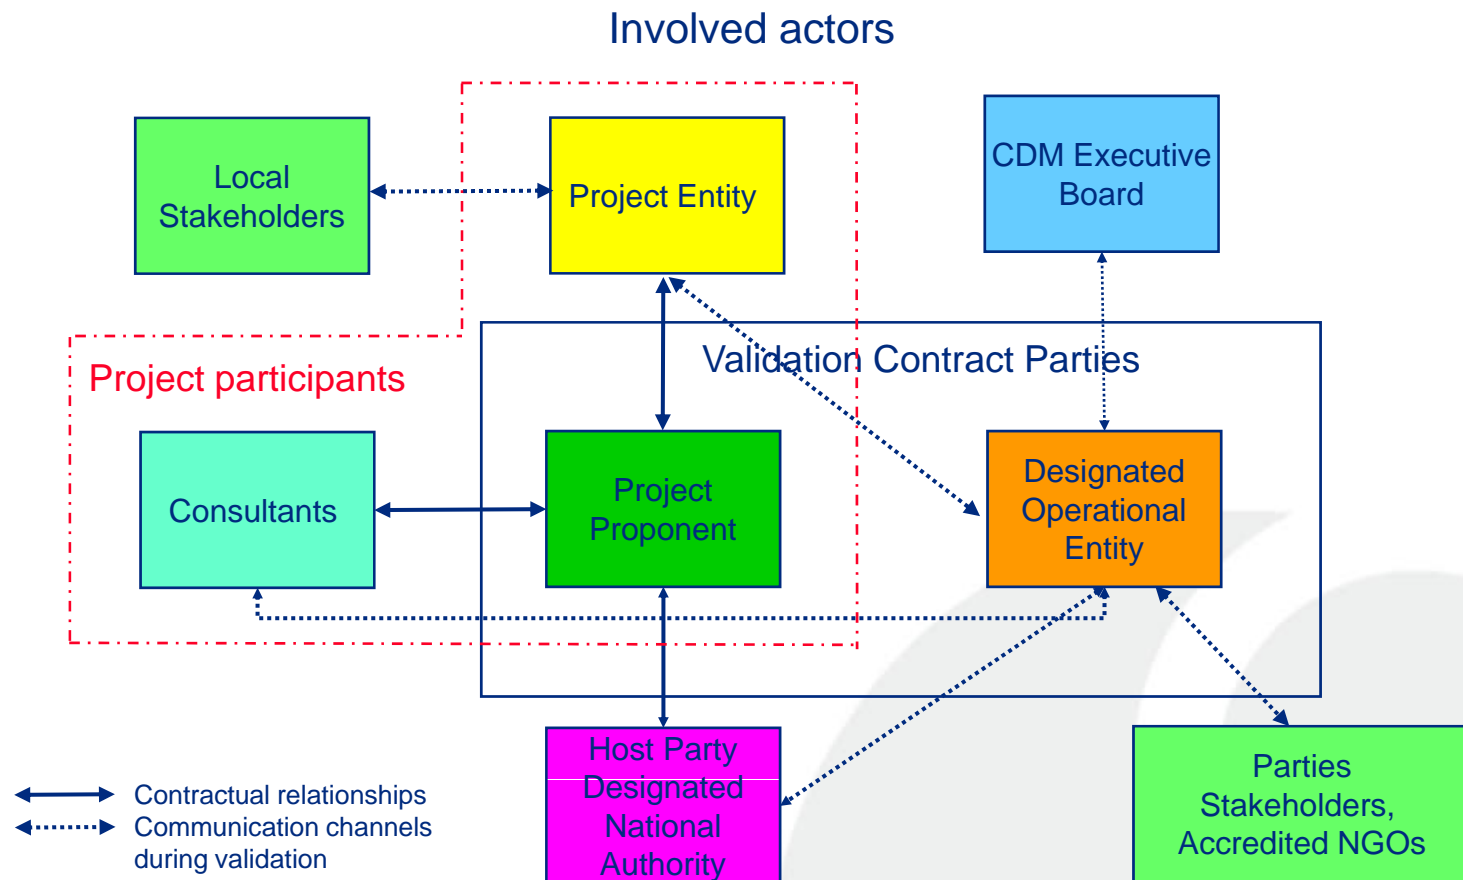 Involved actors
Local
Stakeholders
Project Entity
CDM Executive
Board
Validation Contract Parties
Project participants
Consultants
Project
Proponent
Designated
Operational
Entity
Host Party
Designated
National
Authority
Parties
Stakeholders,
Accredited NGOs
Contractual relationships
Communication channels
during validation